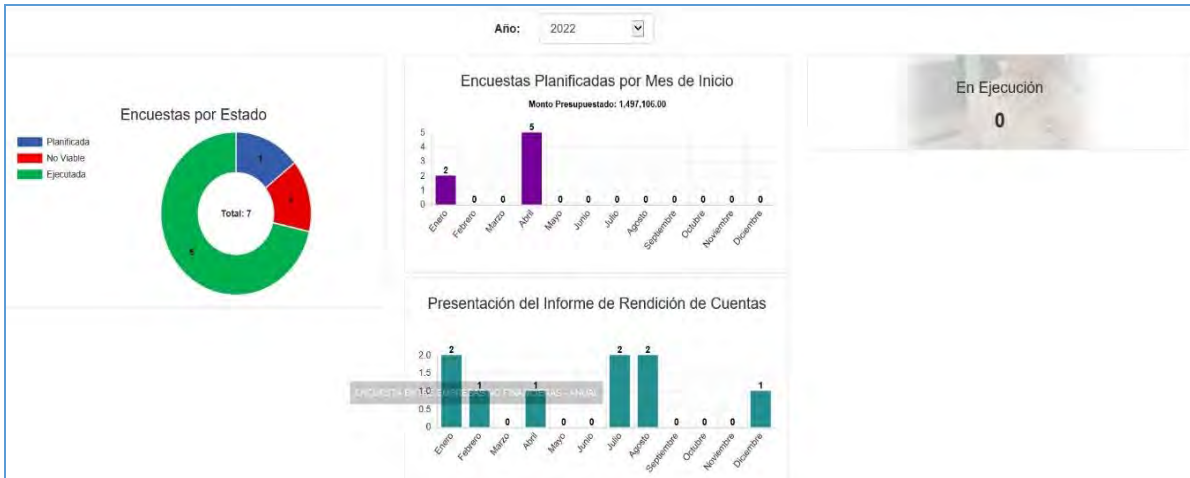 Año: 2022
Encuestas por Estado
Planificada
No Viable
Ejecutada
1
5
Total: 7
Encuestas Planificadas por Mes de Inicio
Monto Presupuestado: 1,497,106.00
5
4
3
2
1
0
2 0 0 5 0 0 0 0 0 0 0 0
Enero Febrero Marzo Abril Mayo Junio Julio Agosto Septiembre Octubre Noviembre Diciembre
Presentación del Informe de Rendición de Cuentas
2.0
1.5
1.0
0.5
0
2 1 0 1 0 0 2 2 0 0 0 1
Enero Febrero Marzo Abril Mayo Junio Julio Agosto Septiembre Octubre Noviembre Diciembre
En Ejecución
0